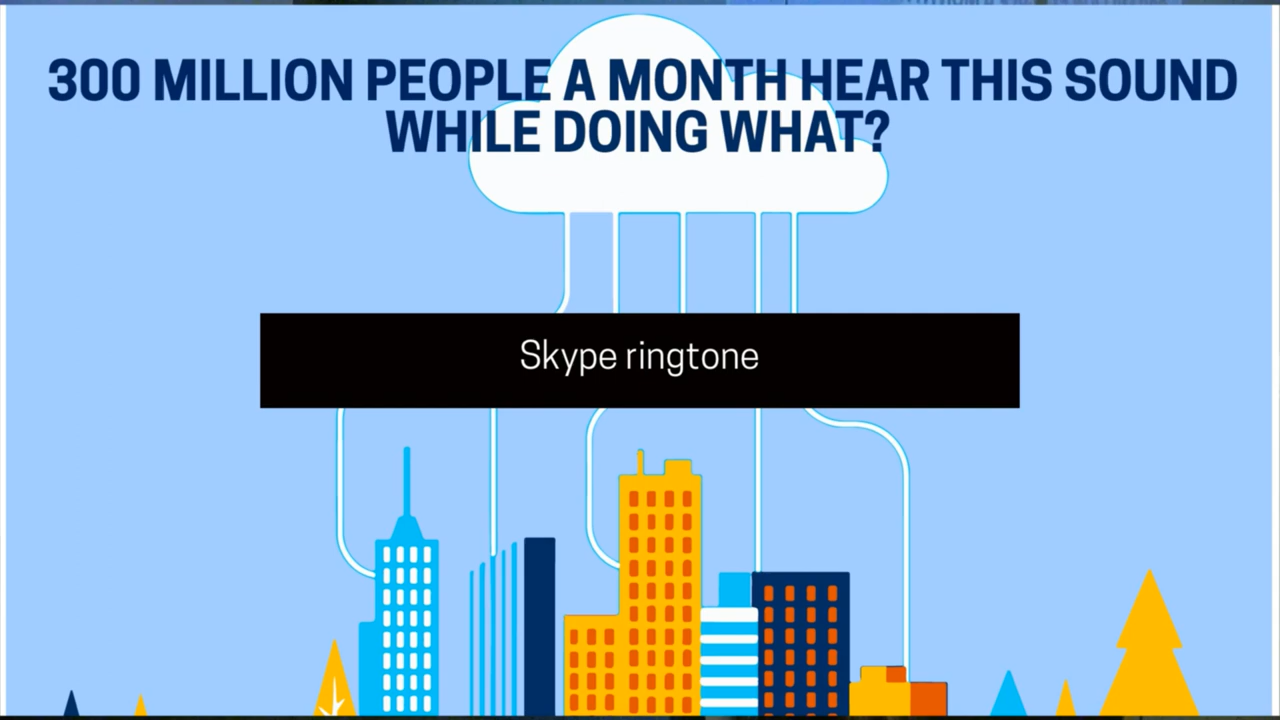 300 MILLION PEOPLE A MONTH HEAR THIS SOUND
WHILE DOING WHAT?
Skype ringtone